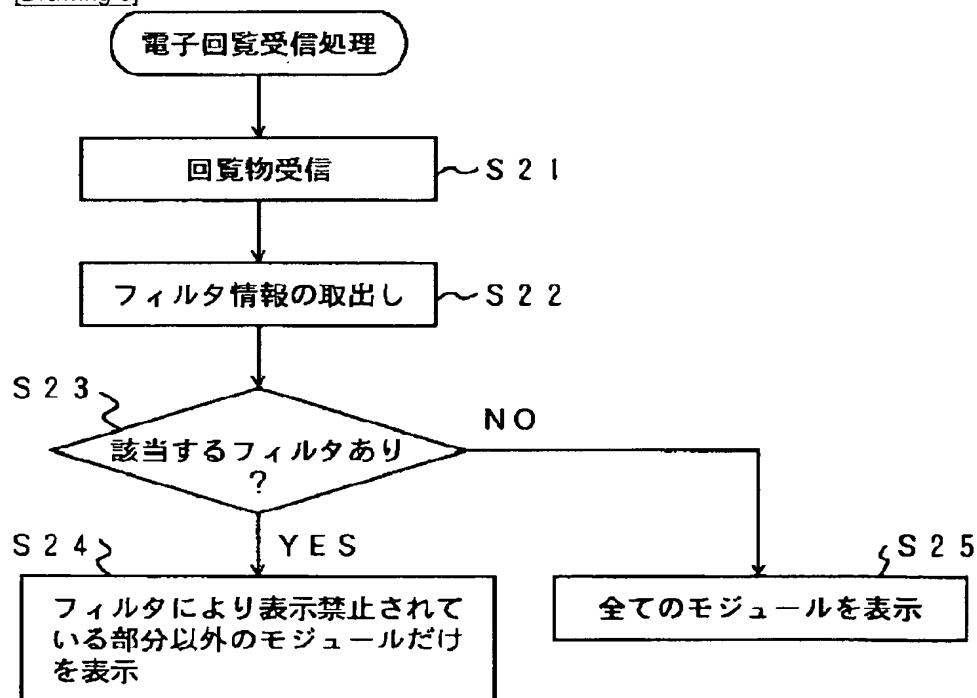 電子回覧受信処理
回覧物受信
S21
フィルタ情報の取出し
S22
S23
該当するフィルタあり
?
NO
S24
YES
S25
フィルタにより表示禁止されて
いる部分以外のモジュールだけ
を表示
全てのモジュールを表示